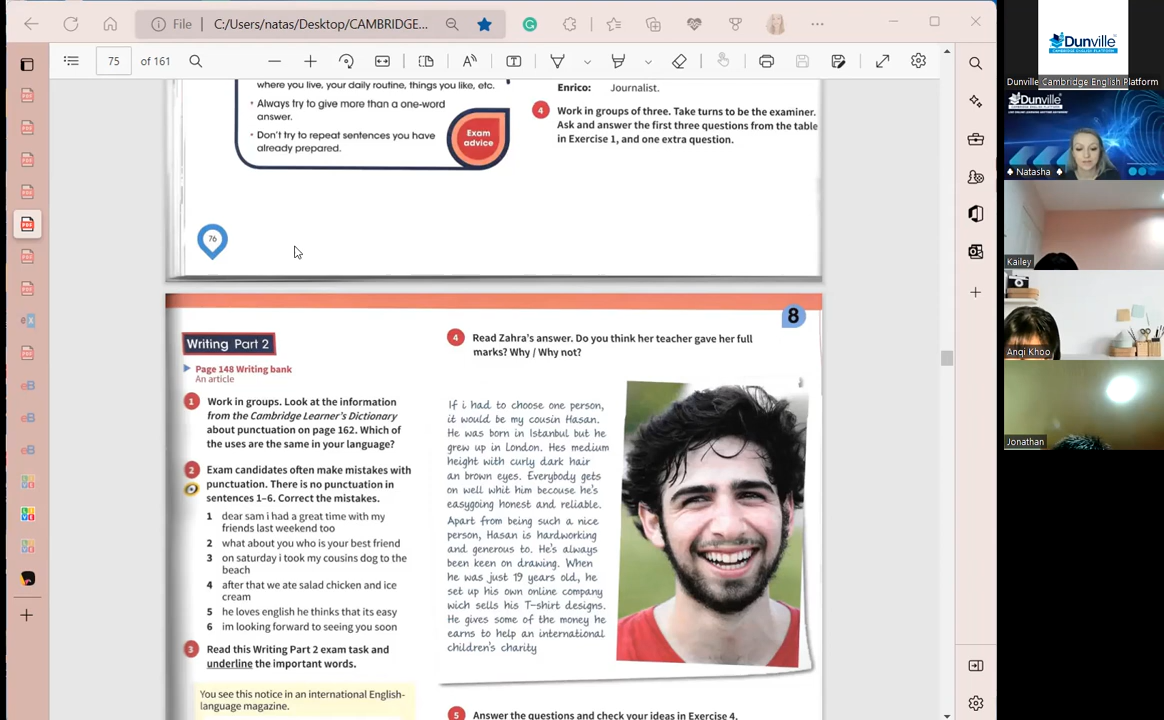 File
C:/Users/natas/Desktop/CAMBRIDGE...
75
of 161
where you live, your daily routine, things you like, etc.
• Always try to give more than a one-word
answer.
• Don't try to repeat sentences you have
already prepared.
Exam
advice
76
Enrico: Journalist.
4 Work in groups of three. Take turns to be the examiner.
Ask and answer the first three questions from the table
in Exercise 1, and one extra question.
8
Writing Part 2
Page 148 Writing bank
An article
1 Work in groups. Look at the information
from the Cambridge Learner's Dictionary
about punctuation on page 162. Which of
the uses are the same in your language?
2 Exam candidates often make mistakes with
punctuation. There is no punctuation in
sentences 1–6. Correct the mistakes.
1 dear sam i had a great time with my
friends last weekend too
2 what about you who is your best friend
3 on saturday i took my cousins dog to the
beach
4 after that we ate salad chicken and ice
cream
5 he loves english he thinks that its easy
6 im looking forward to seeing you soon
3 Read this Writing Part 2 exam task and
underline the important words.
You see this notice in an international English-
language magazine.
4 Read Zahra's answer. Do you think her teacher gave her full
marks? Why / Why not?
If i had to choose one person,
it would be my cousin Hasan.
He was born in Istanbul but he
grew up in London. Hes medium
height with curly dark hair
an brown eyes. Everybody gets
on well whit him becouse he's
easygoing honest and reliable.
Apart from being such a nice
person, Hasan is hardworking
and generous to. He's always
been keen on drawing. When
he was just 19 years old, he
set up his own online company
wich sells his T-shirt designs.
He gives some of the money he
earns to help an international
children's charity
5 Answer the questions and check your ideas in Exercise 4.
Dunville
CAMBRIDGE ENGLISH PLATFORM
Dunville Cambridge English Platform
Dunville
Natasha
Kailey
Anqi Khoo
Jonathan